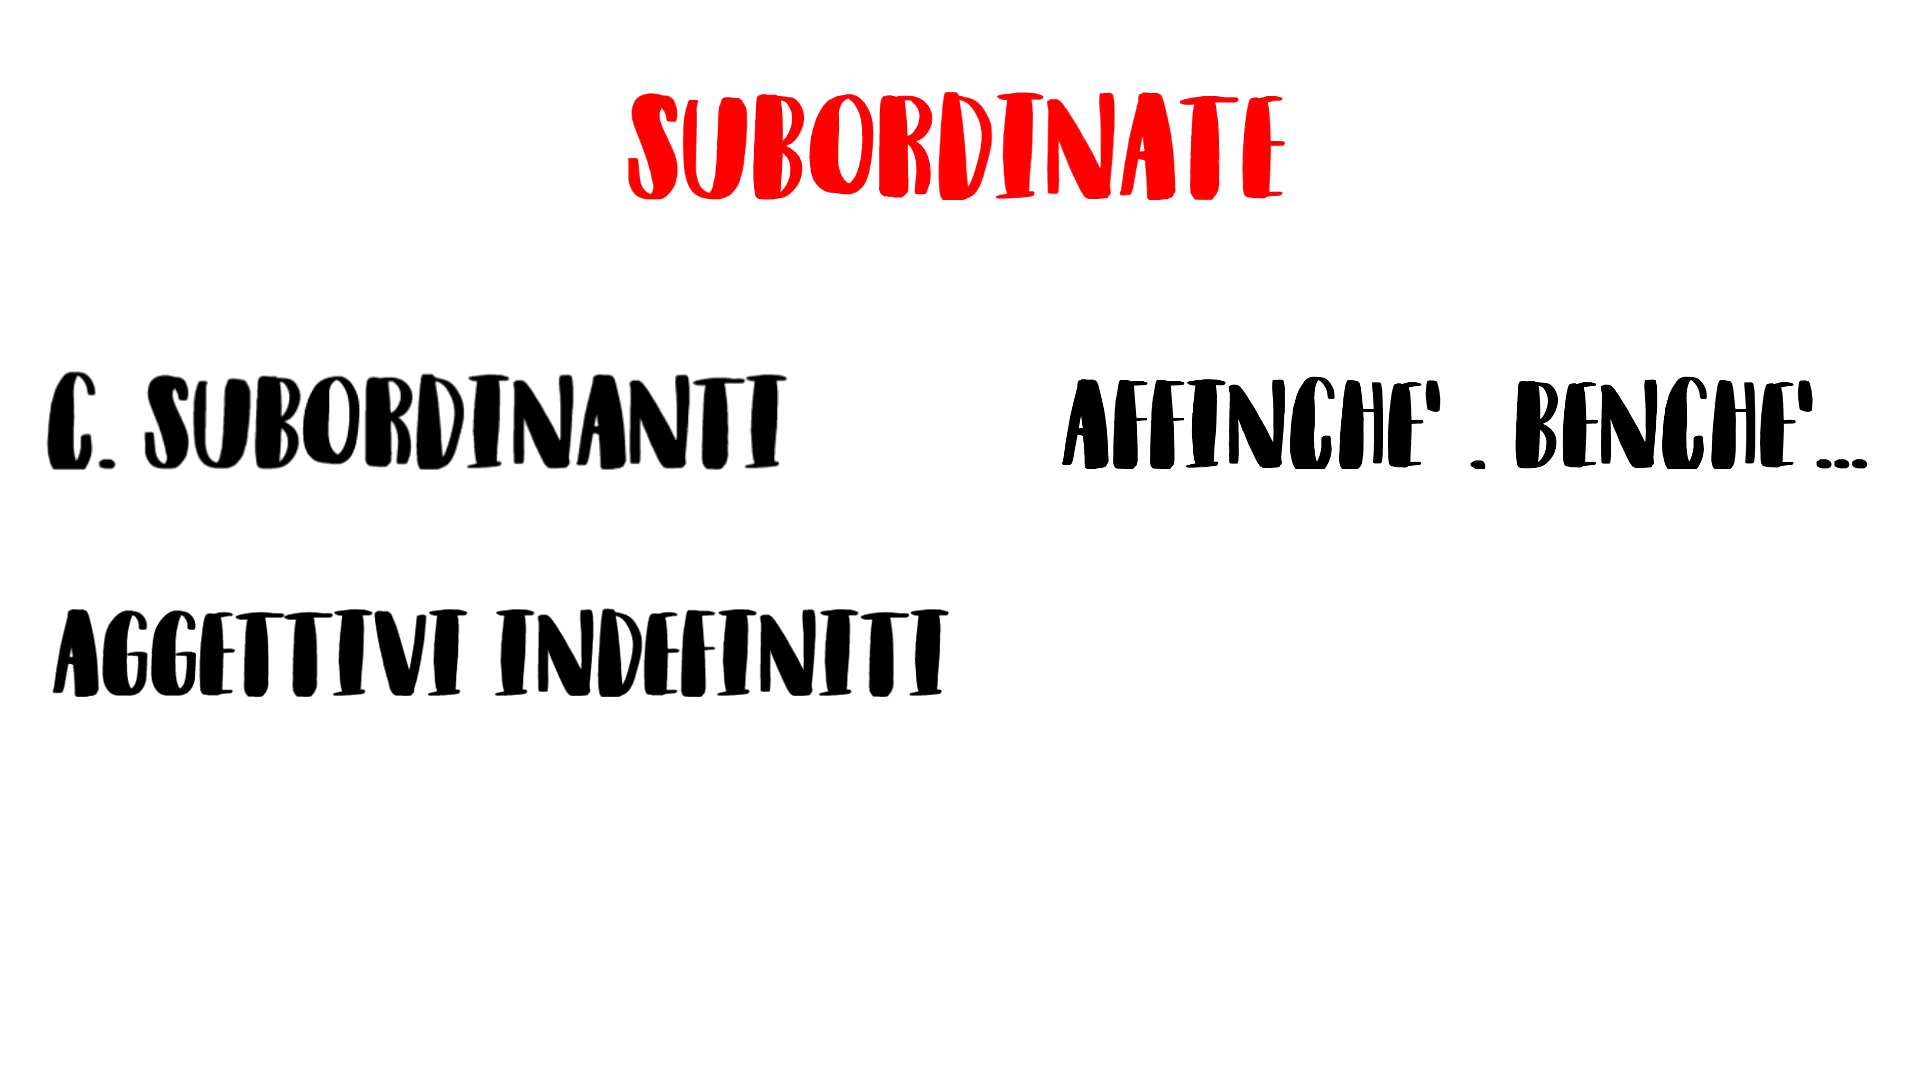 SUBORDINATE
C. SUBORDINANTI AFFINCHE' , BENCHE'...
AGGETTIVI INDEFINITI